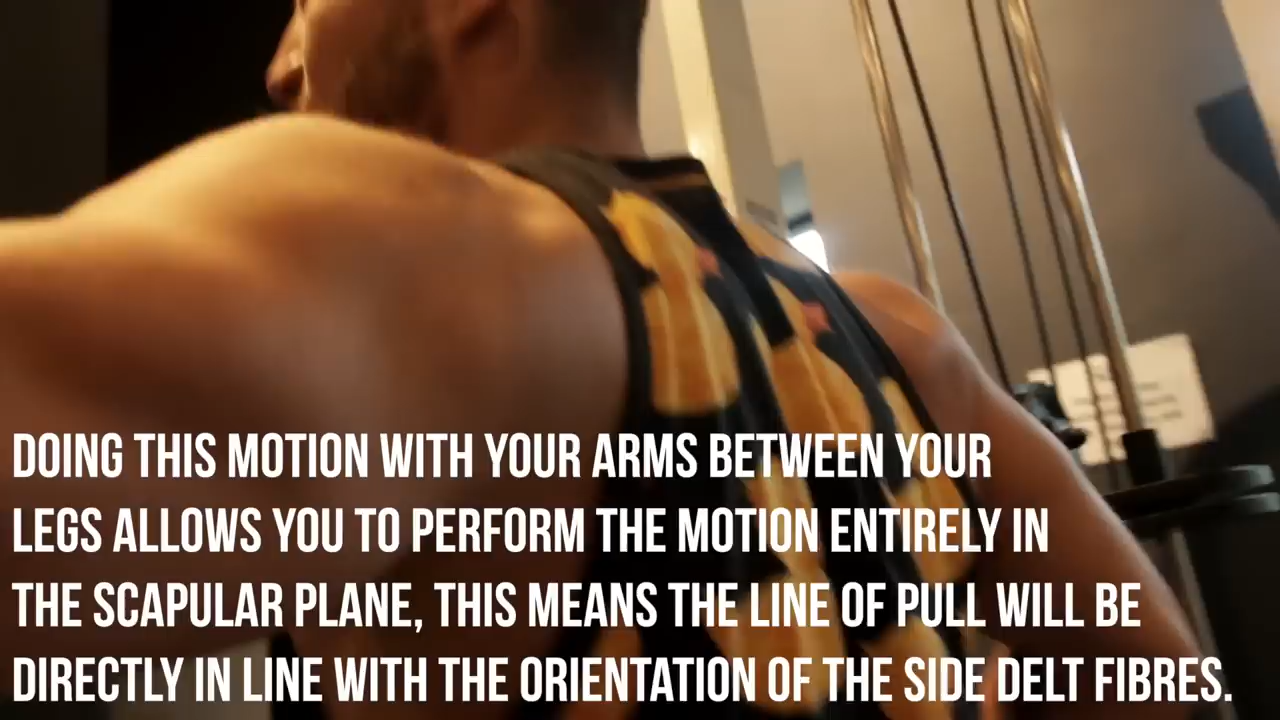 DOING THIS MOTION WITH YOUR ARMS BETWEEN YOUR
LEGS ALLOWS YOU TO PERFORM THE MOTION ENTIRELY IN
THE SCAPULAR PLANE, THIS MEANS THE LINE OF PULL WILL BE
DIRECTLY IN LINE WITH THE ORIENTATION OF THE SIDE DELT FIBRES.